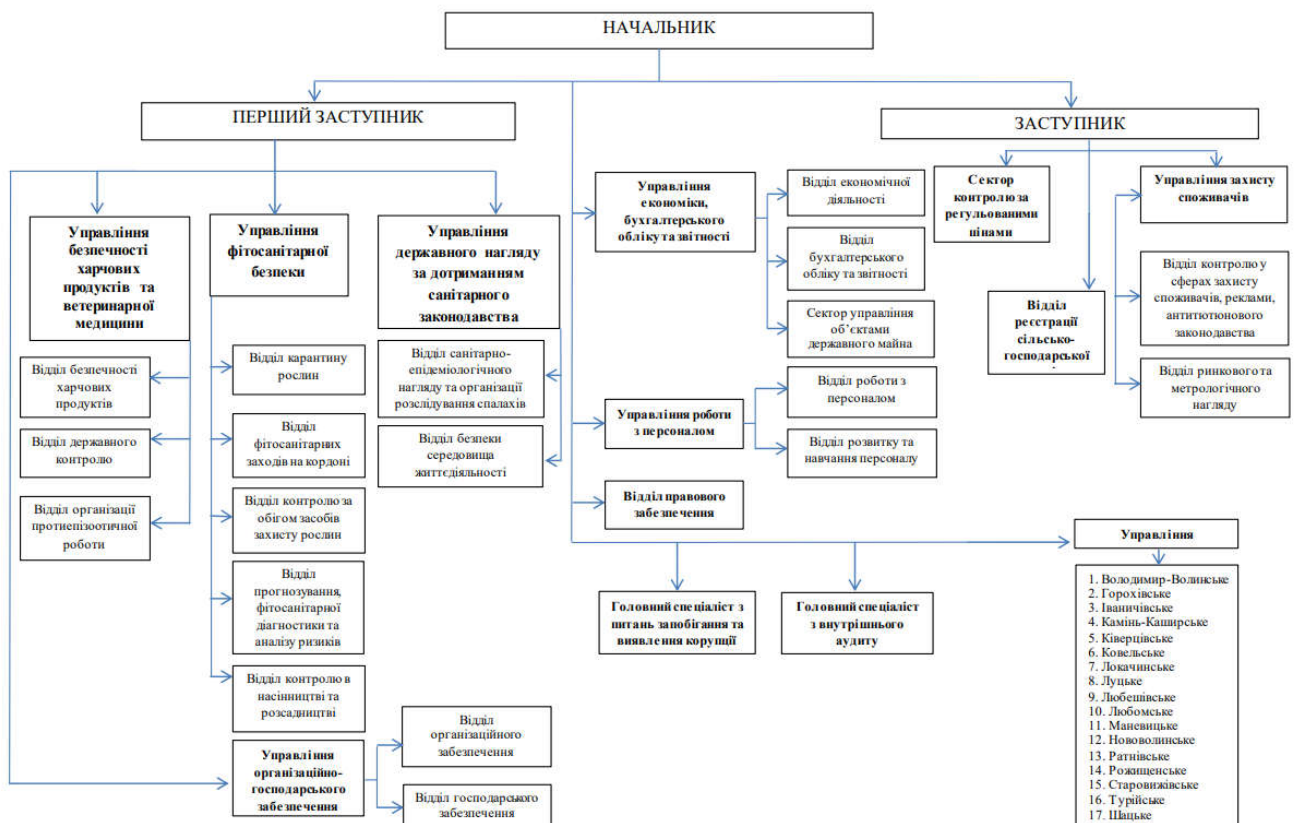 НАЧАЛЬНИК
ПЕРШИЙ ЗАСТУПНИК
ЗАСТУПНИК
Управління
безпечності
харчових
продуктів та
ветеринарної
медицини
Відділ безпечності
харчових
продуктів
Відділ державного
контролю
Відділ організації
протиепізоотичної
роботи
Управління
фітосанітарної
безпеки
Відділ карантину
рослин
Відділ
фітосанітарних
заходів на кордоні
Відділ контролю за
обігом засобів
захисту рослин
Відділ
прогнозування,
фітосанітарної
діагностики та
аналізу ризиків
Відділ контролю в
насінництві та
розсадництві
Управління
державного нагляду
за дотриманням
санітарного
законодавства
Відділ санітарно-
епідеміологічного
нагляду та організації
розслідування спалахів
Відділ безпеки
середовища
життєдіяльності
Управління
організаційно-
господарського
забезпечення
Відділ
організаційного
забезпечення
Відділ господарського
забезпечення
Управління
економіки,
бухгалтерського
обліку та звітності
Відділ економічної
діяльності
Відділ
бухгалтерського
обліку та звітності
Сектор управління
об’єктами
державного майна
Управління роботи
з персоналом
Відділ роботи з
персоналом
Відділ розвитку та
навчання персоналу
Відділ правового
забезпечення
Головний спеціаліст з
питань запобігання та
виявлення корупції
Головний спеціаліст
з внутрішнього
аудиту
Сектор
контролю за
регульованими
цінами
Відділ
реєстрації
сільсько-
господарської
Управління захисту
споживачів
Відділ контролю у
сферах захисту
споживачів, реклами,
антитютюнового
законодавства
Відділ ринкового та
метрологічного
нагляду
Управління
1. Володимир-Волинське
2. Горохівське
3. Іваничівське
4. Камінь-Каширське
5. Ківерцівське
6. Ковельське
7. Локачинське
8. Луцьке
9. Любешівське
10. Любомське
11. Маневицьке
12. Нововолинське
13. Ратнівське
14. Рожищенське
15. Старовижівське
16. Турійське
17. Шацьке